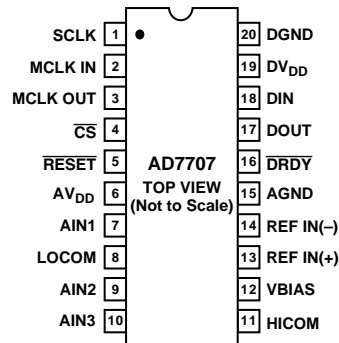 SCLK 1 20 DGND
MCLK IN 2 19 DVDD
MCLK OUT 3 18 DIN
CS 4 17 DOUT
RESET 5 AD7707 16 DRDY
AVDD 6 TOP VIEW 15 AGND
(Not to Scale)
AIN1 7 14 REF IN(–)
LOCOM 8 13 REF IN(+)
AIN2 9 12 VBIAS
AIN3 10 11 HICOM